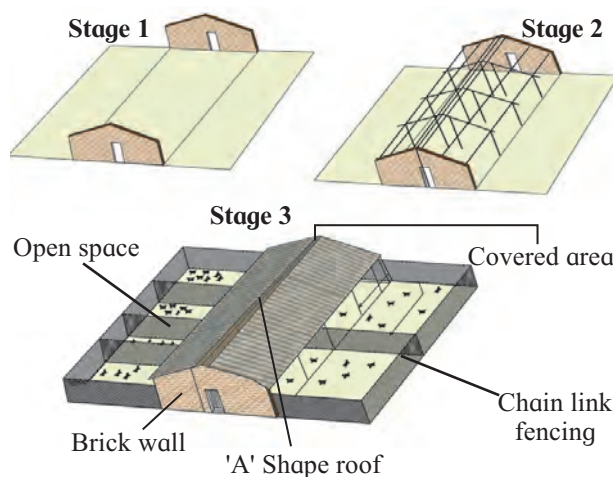 Stage 1
Stage 2
Stage 3
Open space
Covered area
Chain link
fencing
Brick wall
'A' Shape roof